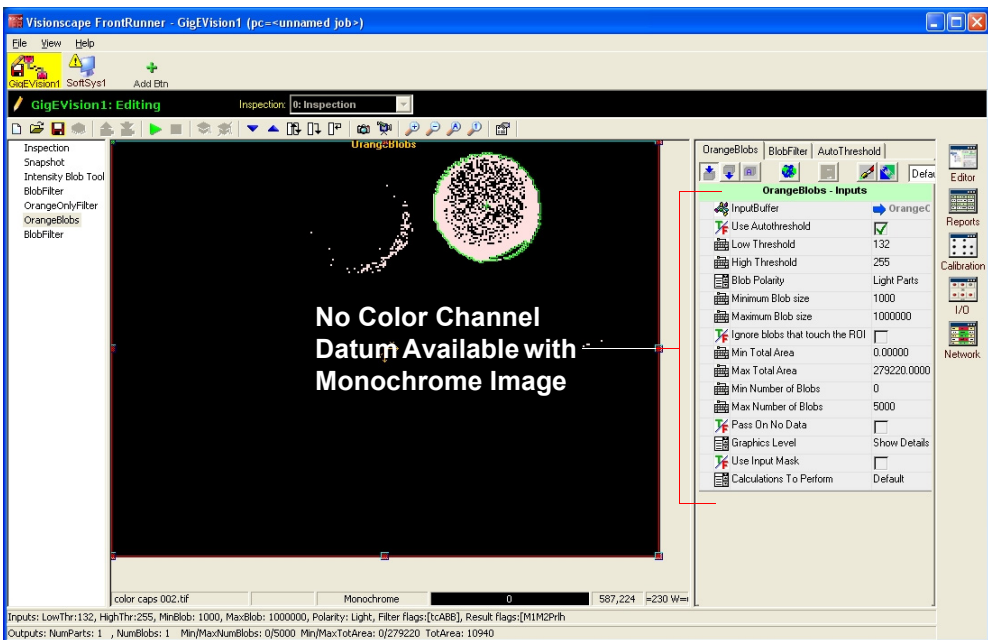 Visionscape FrontRunner - GigEVision1 (pc=<unnamed job>)
File View Help
GigEVision1 SoftSys1 Add Btn
GigEVision1: Editing Inspection: 0: Inspection
Inspection
Snapshot
Intensity Blob Tool
BlobFilter
OrangeOnlyFilter
OrangeBlobs
BlobFilter
OrangeBlobs
No Color Channel
Datum Available with
Monochrome Image
OrangeBlobs BlobFilter AutoThreshold
Defau
OrangeBlobs - Inputs
InputBuffer OrangeC
Use Autothreshold
Low Threshold 132
High Threshold 255
Blob Polarity Light Parts
Minimum Blob size 1000
Maximum Blob size 1000000
Ignore blobs that touch the ROI
Min Total Area 0.00000
Max Total Area 279220.0000
Min Number of Blobs 0
Max Number of Blobs 5000
Pass On No Data
Graphics Level Show Details
Use Input Mask
Calculations To Perform Default
Editor
Reports
Calibration
I/O
Network
color caps 002.tif Monochrome 0 587,224 =230 W=
Inputs: LowThr:132, HighThr:255, MinBlob: 1000, MaxBlob: 1000000, Polarity: Light, Filter flags:[tcABB], Result flags:[M1M2Prlh
Outputs: NumParts: 1 , NumBlobs: 1 Min/MaxNumBlobs: 0/5000 Min/MaxTotArea: 0/279220 TotArea: 10940